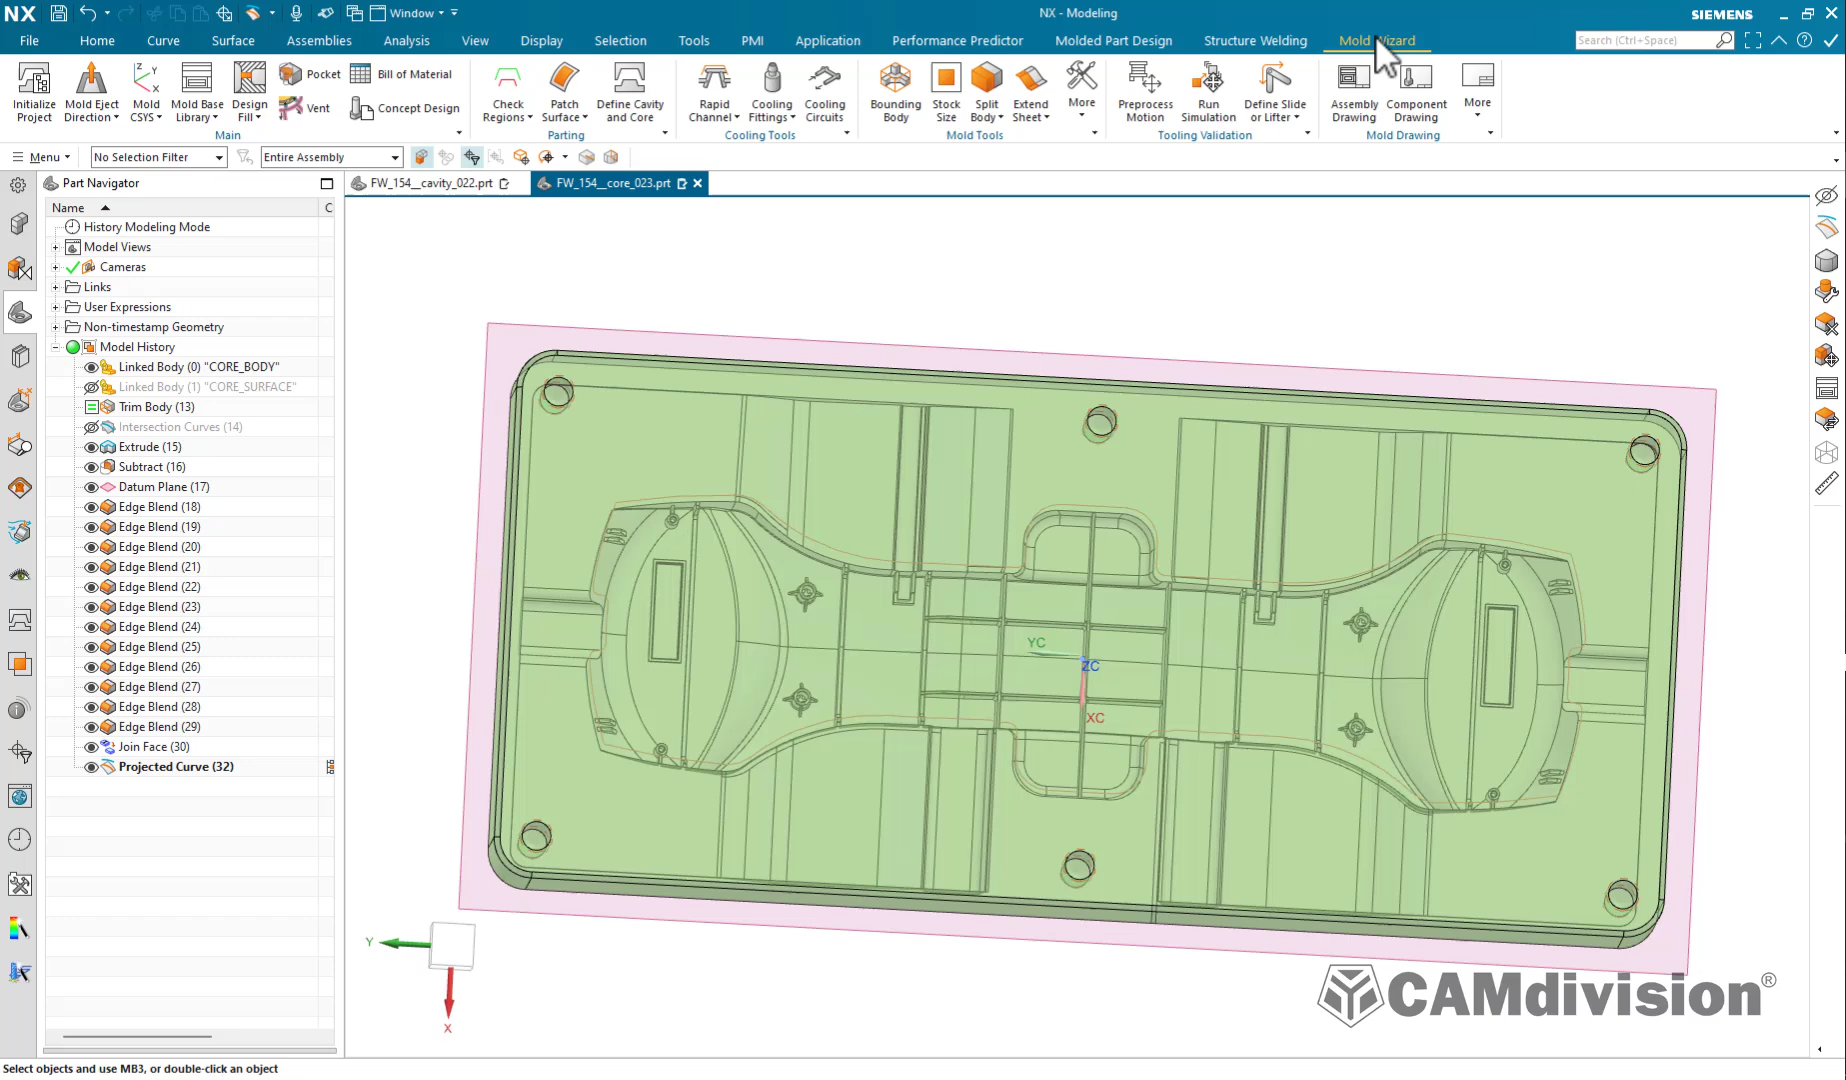 NX
Window
NX - Modeling
SIEMENS
File
Home
Curve
Surface
Assemblies
Analysis
View
Display
Selection
Tools
PMI
Application
Performance Predictor
Molded Part Design
Structure Welding
Mold Wizard
Search (Ctrl+Space)
Initialize Project
Mold Eject Direction
Mold CSYS
Mold Base Library
Design Fill
Pocket
Vent
Bill of Material
Concept Design
Main
Check Regions
Patch Surface
Define Cavity and Core
Parting
Rapid Channel
Cooling Fittings
Cooling Circuits
Cooling Tools
Bounding Body
Stock Size
Split Body
Extend Sheet
More
Mold Tools
Preprocess Motion
Run Simulation
Define Slide or Lifter
Tooling Validation
Assembly Drawing
Component Drawing
More
Mold Drawing
Menu
No Selection Filter
Entire Assembly
Part Navigator
FW_154__cavity_022.prt
FW_154__core_023.prt
Name
C
History Modeling Mode
Model Views
Cameras
Links
User Expressions
Non-timestamp Geometry
Model History
Linked Body (0) "CORE_BODY"
Linked Body (1) "CORE_SURFACE"
Trim Body (13)
Intersection Curves (14)
Extrude (15)
Subtract (16)
Datum Plane (17)
Edge Blend (18)
Edge Blend (19)
Edge Blend (20)
Edge Blend (21)
Edge Blend (22)
Edge Blend (23)
Edge Blend (24)
Edge Blend (25)
Edge Blend (26)
Edge Blend (27)
Edge Blend (28)
Edge Blend (29)
Join Face (30)
Projected Curve (32)
YC
ZC
XC
Y
X
CAMdivision®
Select objects and use MB3, or double-click an object